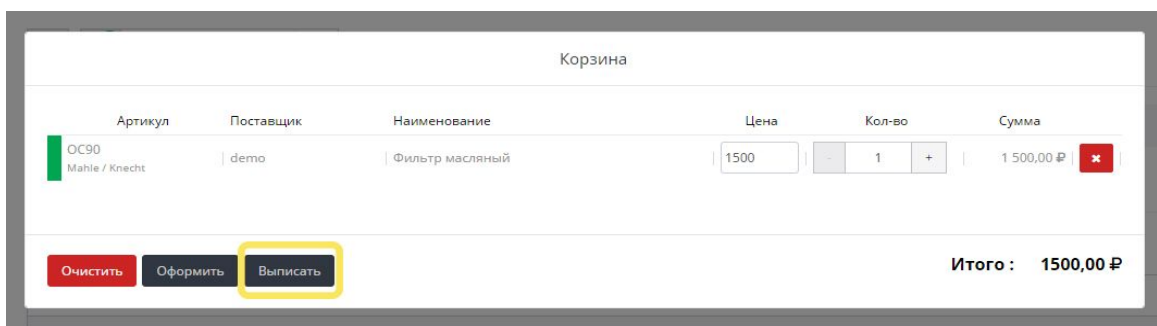 Корзина
Артикул Поставщик Наименование Цена Кол-во Сумма
OC90 demo Фильтр масляный 1500 - 1 + 1 500,00 ₽
Mahle / Knecht
Очистить Оформить Выписать Итого : 1500,00 ₽